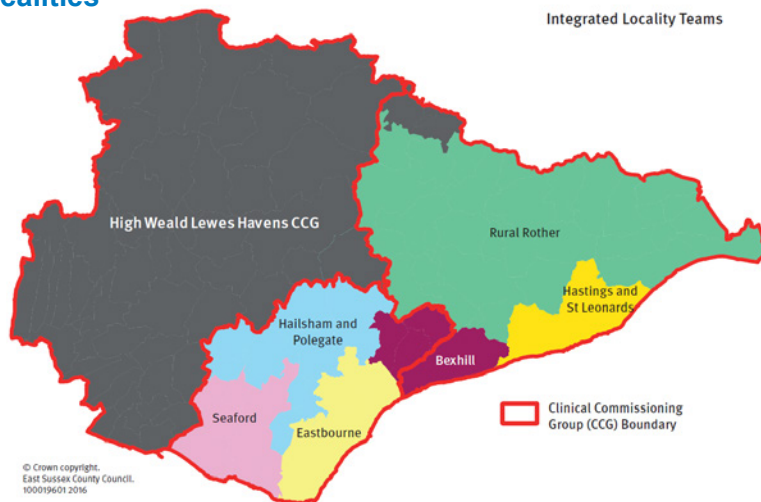 Integrated Locality Teams
High Weald Lewes Havens CCG
Rural Rother
Hastings and
St Leonards
Hailsham and
Polegate
Bexhill
Seaford
Eastbourne
Clinical Commissioning
Group (CCG) Boundary
© Crown copyright.
East Sussex County Council.
100019601 2016